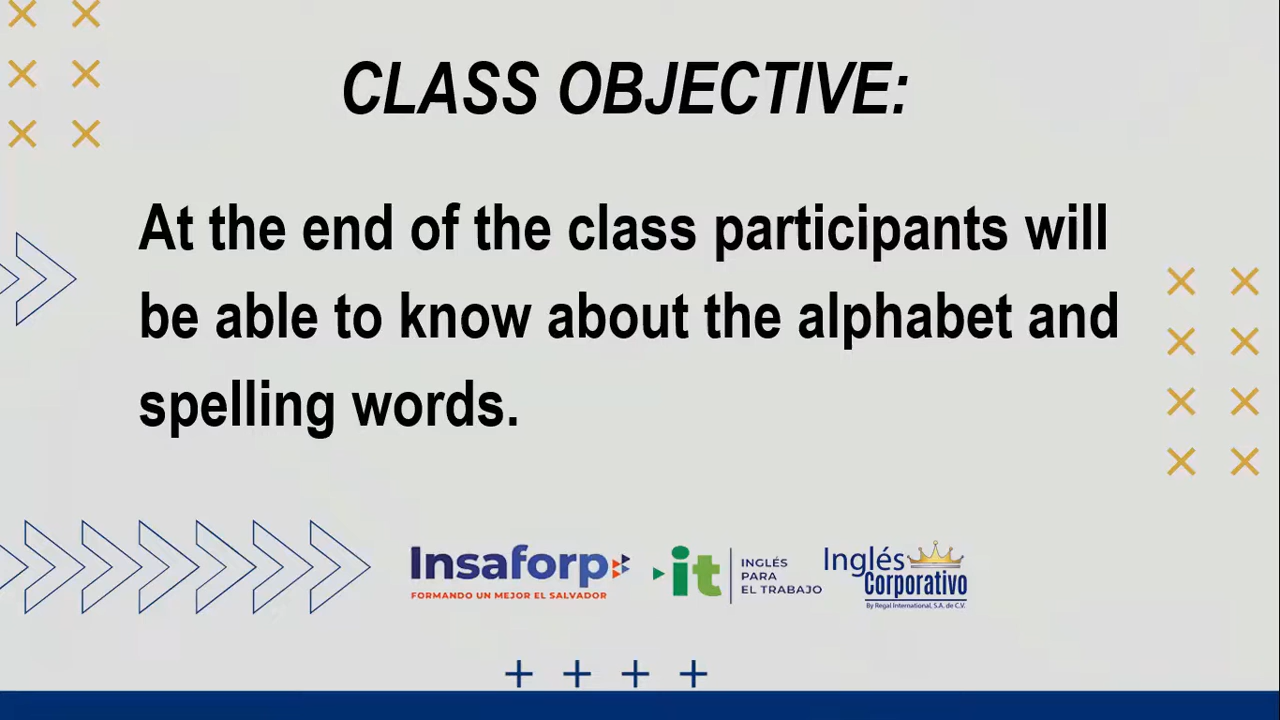 CLASS OBJECTIVE:
At the end of the class participants will
be able to know about the alphabet and
spelling words.
Insaforp
FORMANDO UN MEJOR EL SALVADOR
it
INGLÉS
PARA
EL TRABAJO
Inglés
Corporativo
By Regal International, S.A. de C.V.